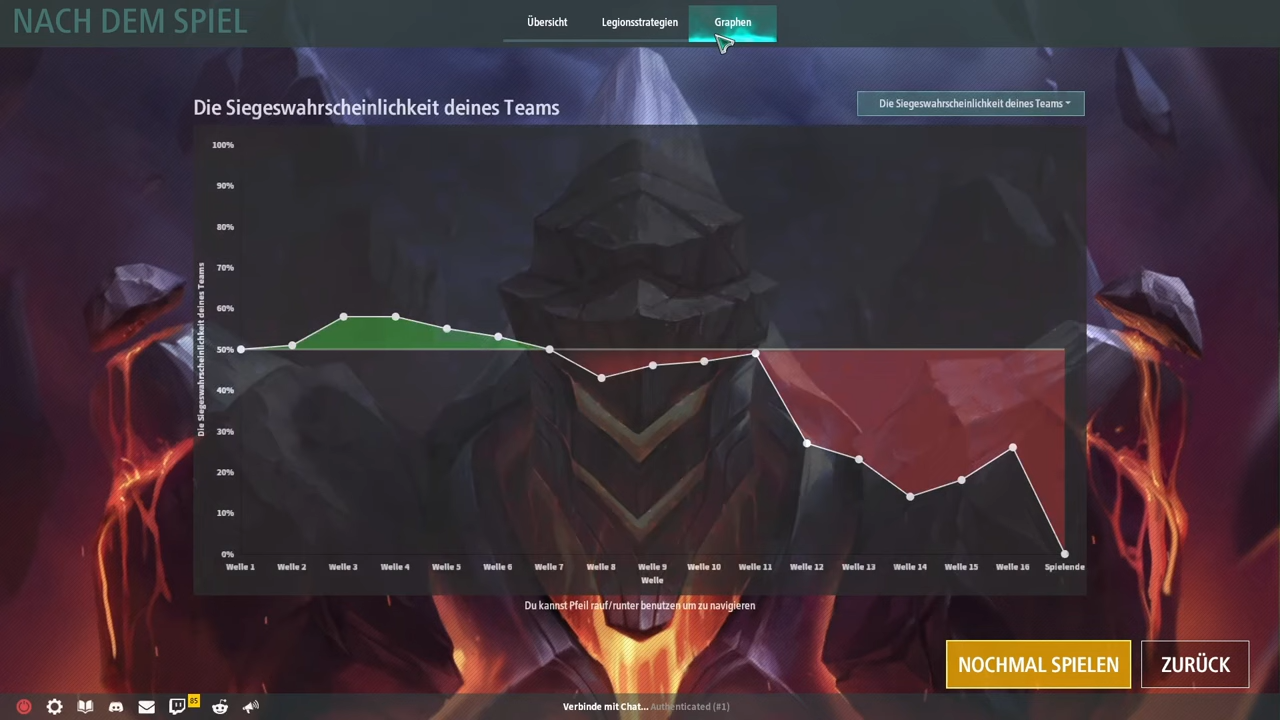 NACH DEM SPIEL
Übersicht
Legionsstrategien
Graphen
Die Siegeswahrscheinlichkeit deines Teams
Die Siegeswahrscheinlichkeit deines Teams
100%
90%
80%
70%
60%
50%
40%
30%
20%
10%
0%
Die Siegeswahrscheinlichkeit deines Teams
Welle 1
Welle 2
Welle 3
Welle 4
Welle 5
Welle 6
Welle 7
Welle 8
Welle 9
Welle 10
Welle 11
Welle 12
Welle 13
Welle 14
Welle 15
Welle 16
Spielende
Welle
Du kannst Pfeil rauf/runter benutzen um zu navigieren
NOCHMAL SPIELEN
ZURÜCK
85
Verbinde mit Chat... Authenticated (#1)